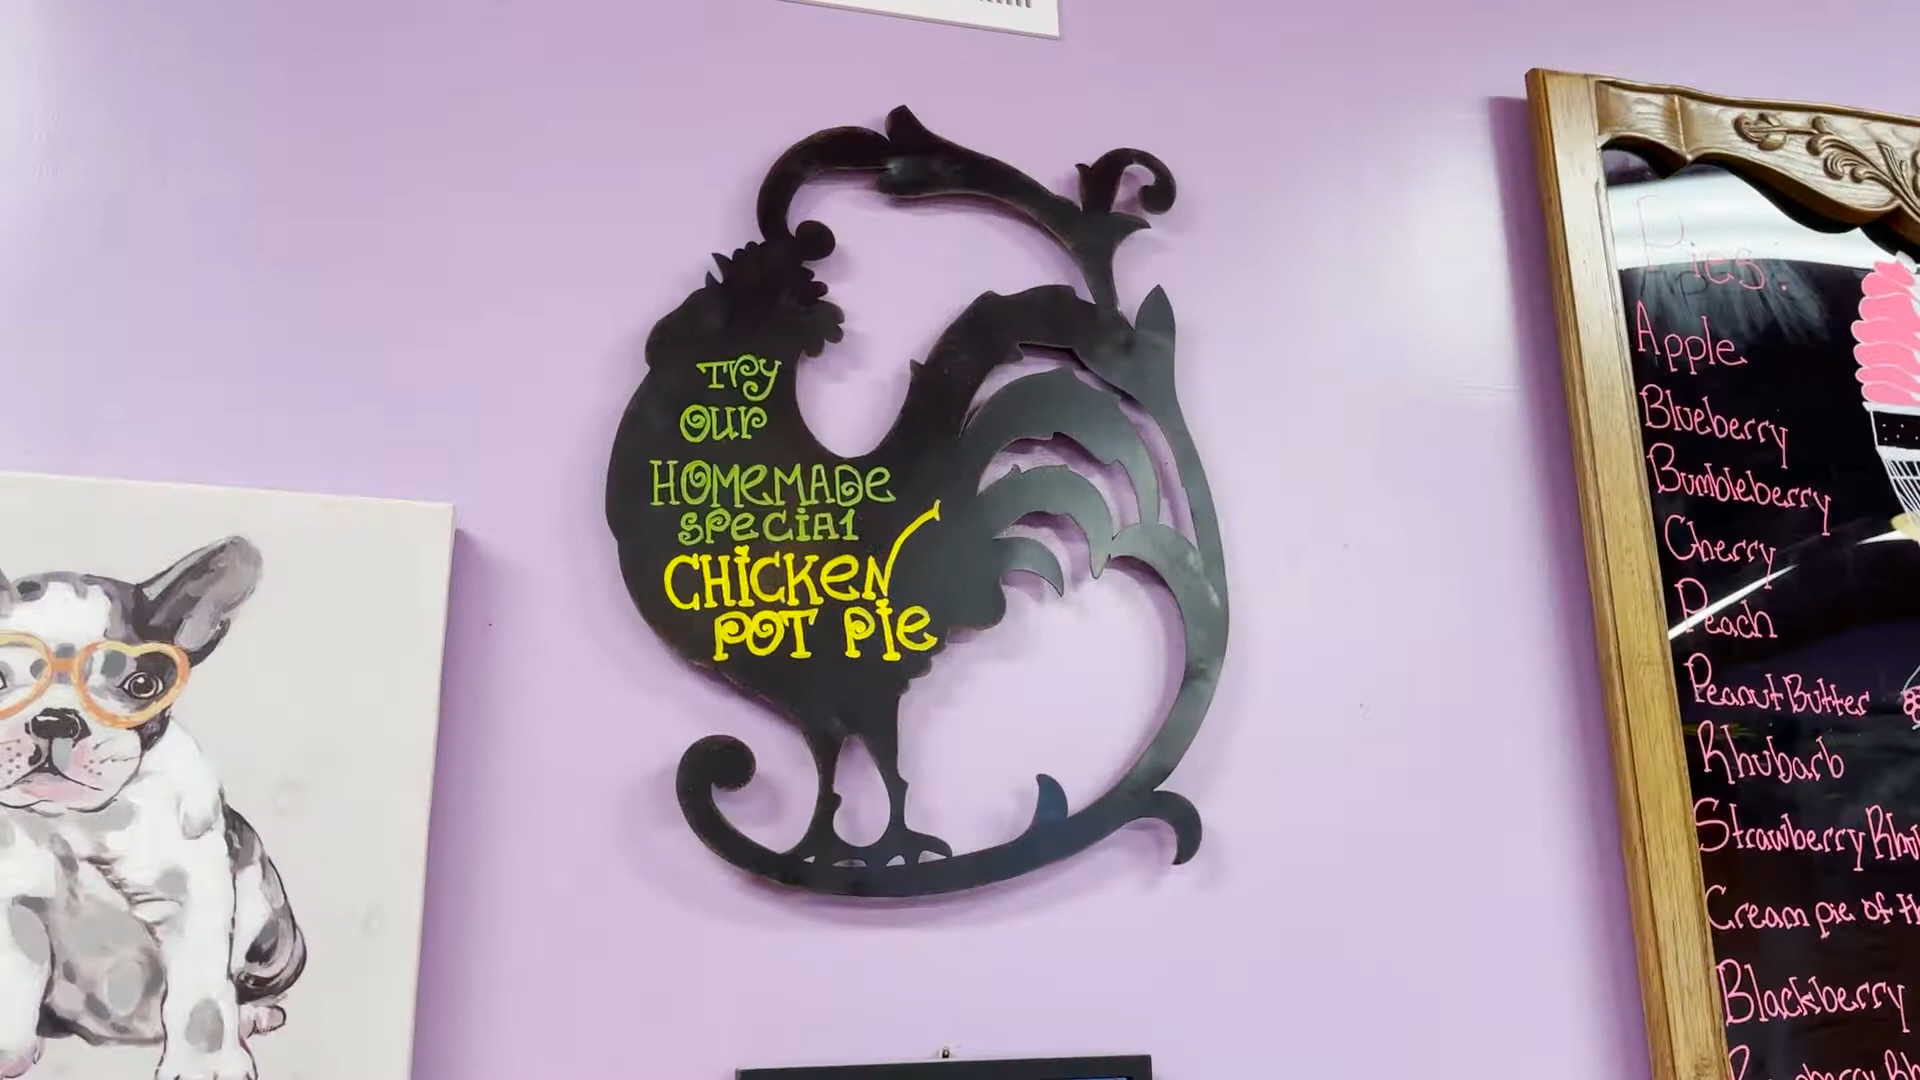 TRY
OUR
HOMEMADE
SPECIAL
CHICKEN
POT PIE
Pies:
Apple
Blueberry
Bumbleberry
Cherry
Peach
Peanut Butter
Rhubarb
Strawberry
Cream pie of
Blackberry